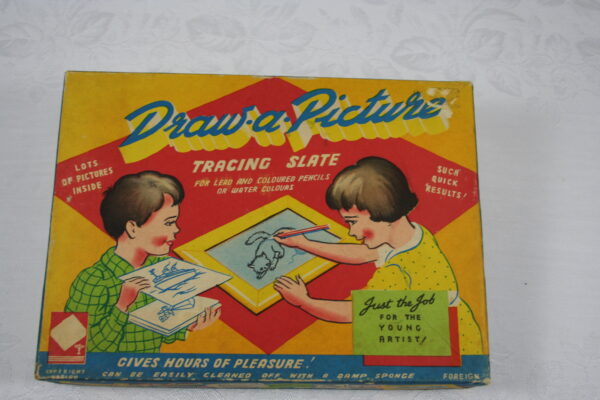 Draw-a-Picture
TRACING SLATE
FOR LEAD AND COLOURED PENCILS
OR WATER COLOURS
LOTS
OF PICTURES
INSIDE
SUCH
QUICK
RESULTS!
Just the Job
FOR THE
YOUNG
ARTIST!
GIVES HOURS OF PLEASURE!
CAN BE EASILY CLEANED OFF WITH A DAMP SPONGE
COPYRIGHT
FOREIGN